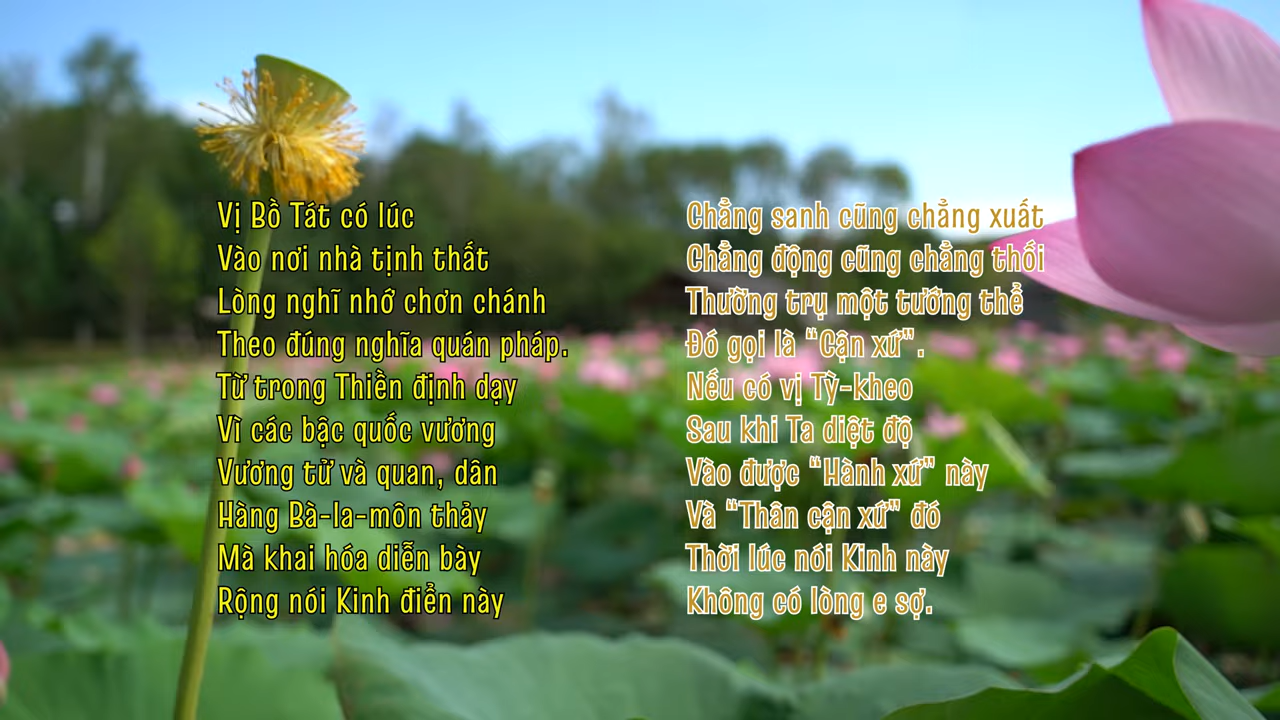 Vị Bồ Tát có lúc
Vào nơi nhà tịnh thất
Lòng nghĩ nhớ chơn chánh
Theo đúng nghĩa quán pháp.
Từ trong Thiền định dạy
Vì các bậc quốc vương
Vương tử và quan, dân
Hàng Bà-la-môn thảy
Mà khai hóa diễn bày
Rộng nói Kinh điển này
Chẳng sanh cũng chẳng xuất
Chẳng động cũng chẳng thối
Thường trụ một tướng thể
Đó gọi là “Cận xứ”.
Nếu có vị Tỳ-kheo
Sau khi Ta diệt độ
Vào được “Hành xứ” này
Và “Thân cận xứ” đó
Thời lúc nói Kinh này
Không có lòng e sợ.